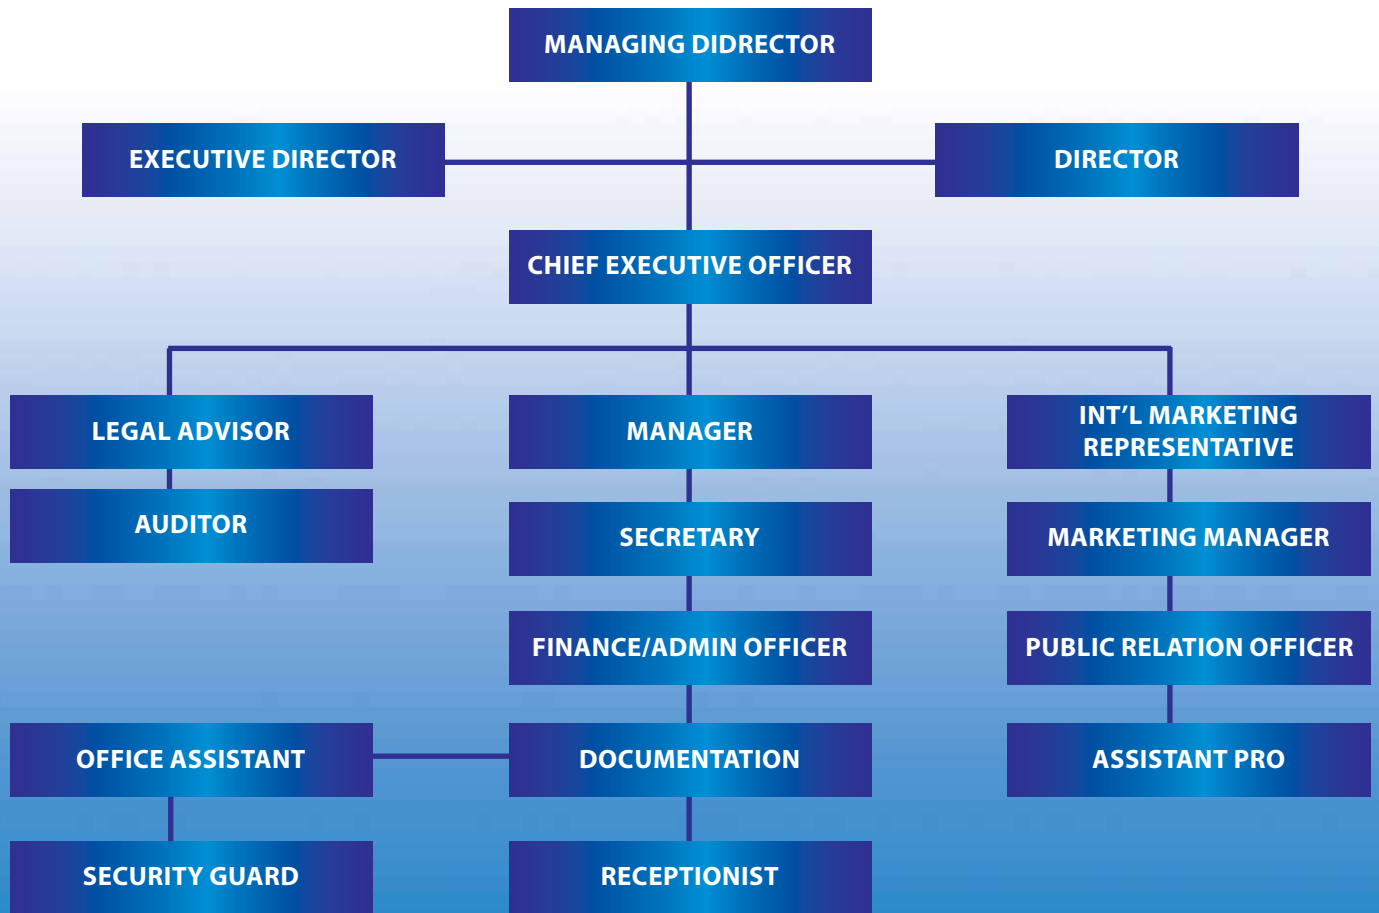 MANAGING DIDRECTOR
EXECUTIVE DIRECTOR
DIRECTOR
CHIEF EXECUTIVE OFFICER
LEGAL ADVISOR
MANAGER
INT’L MARKETING
REPRESENTATIVE
AUDITOR
SECRETARY
MARKETING MANAGER
FINANCE/ADMIN OFFICER
PUBLIC RELATION OFFICER
OFFICE ASSISTANT
DOCUMENTATION
ASSISTANT PRO
SECURITY GUARD
RECEPTIONIST